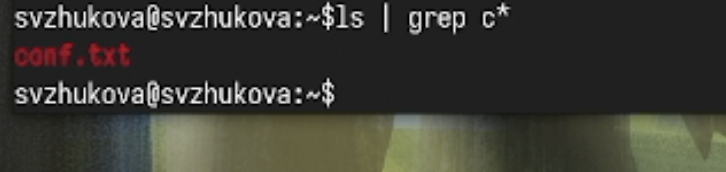 svzhukova@svzhukova:~$ls | grep c*
conf.txt
svzhukova@svzhukova:~$